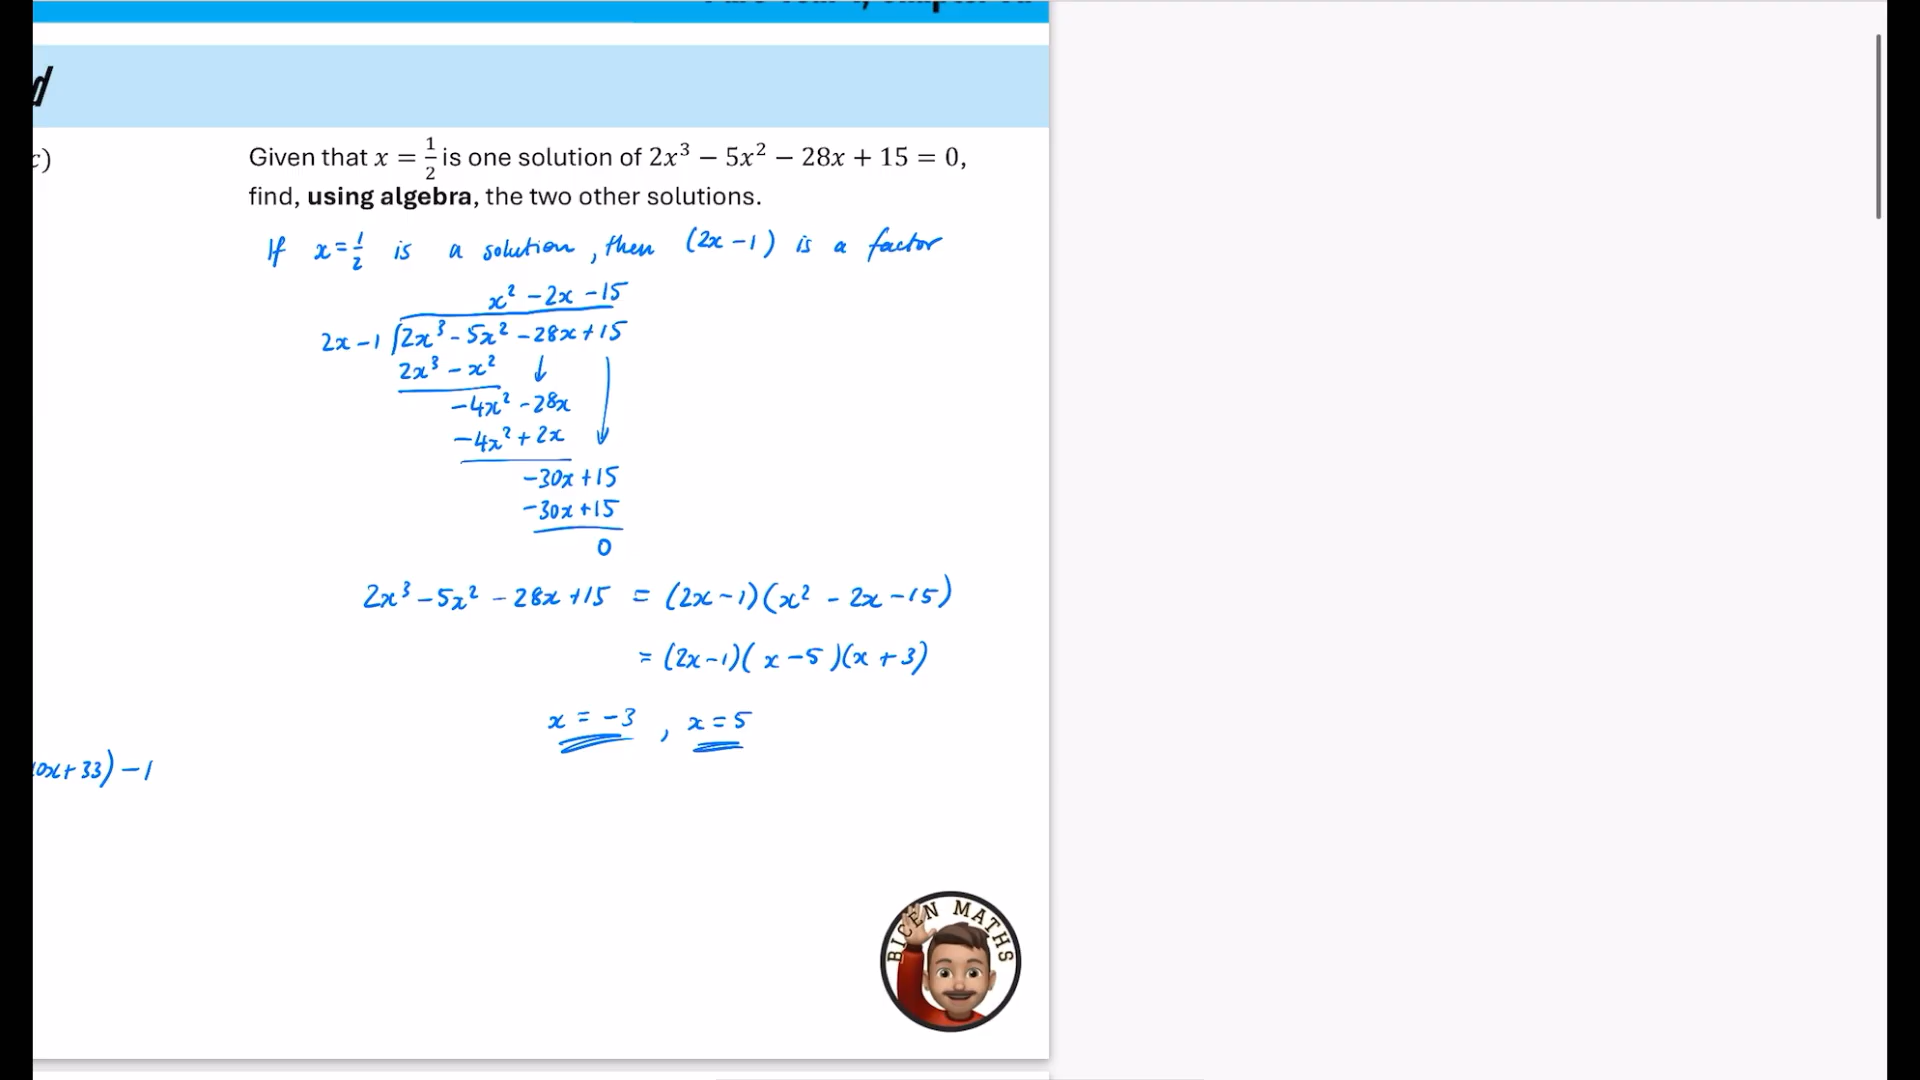 c)
Given that x = 1/2 is one solution of 2x³ − 5x² − 28x + 15 = 0,
find, using algebra, the two other solutions.
If x = 1/2 is a solution, then (2x − 1) is a factor
x² − 2x − 15
2x − 1 2x³ − 5x² − 28x + 15
2x³ − x²
−4x² − 28x
−4x² + 2x
−30x + 15
−30x + 15
0
2x³ − 5x² − 28x + 15 = (2x − 1)(x² − 2x − 15)
= (2x − 1)(x − 5)(x + 3)
x = −3 , x = 5
x + 33) − 1
BICEN MATHS